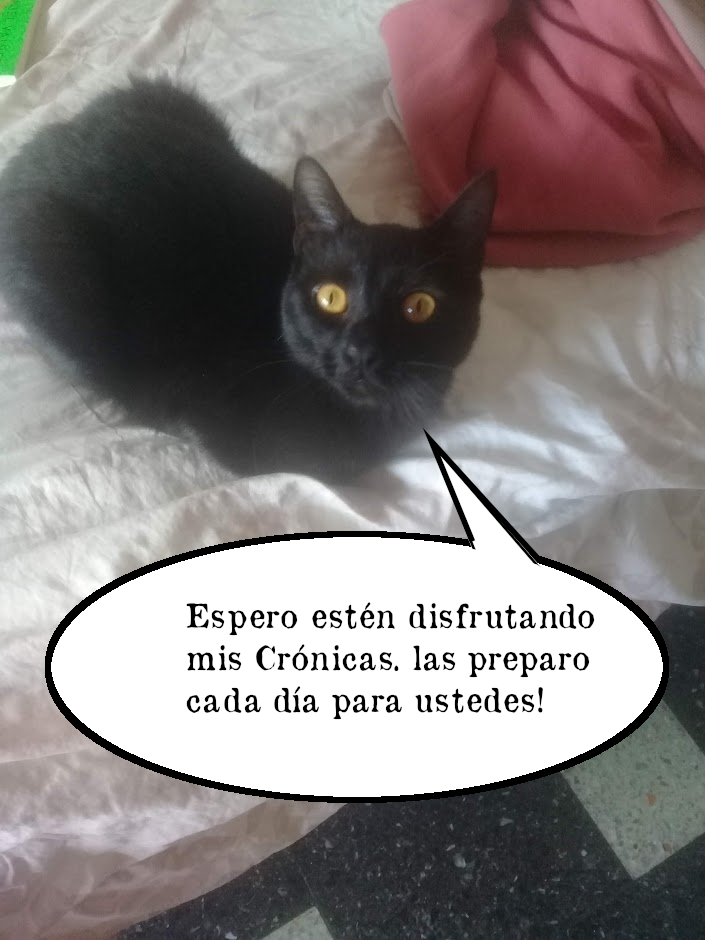 Espero estén disfrutando
mis Crónicas. las preparo
cada día para ustedes!